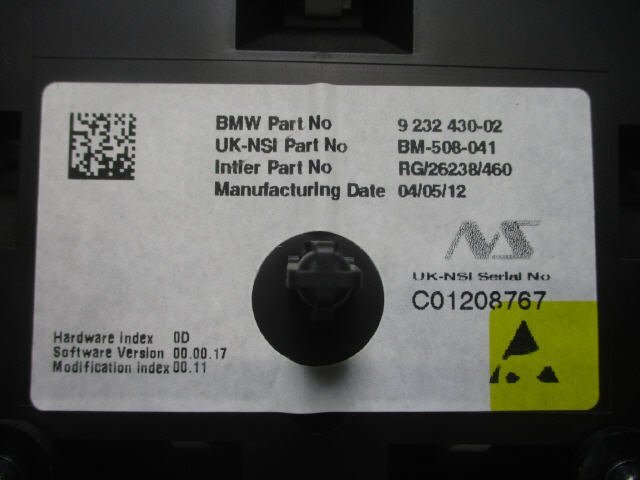 BMW Part No 9 232 430-02
UK-NSI Part No BM-508-041
Intier Part No RG/26238/460
Manufacturing Date 04/05/12
NS
UK-NSI Serial No
C01208767
Hardware index 0D
Software Version 00.00.17
Modification index 00.11